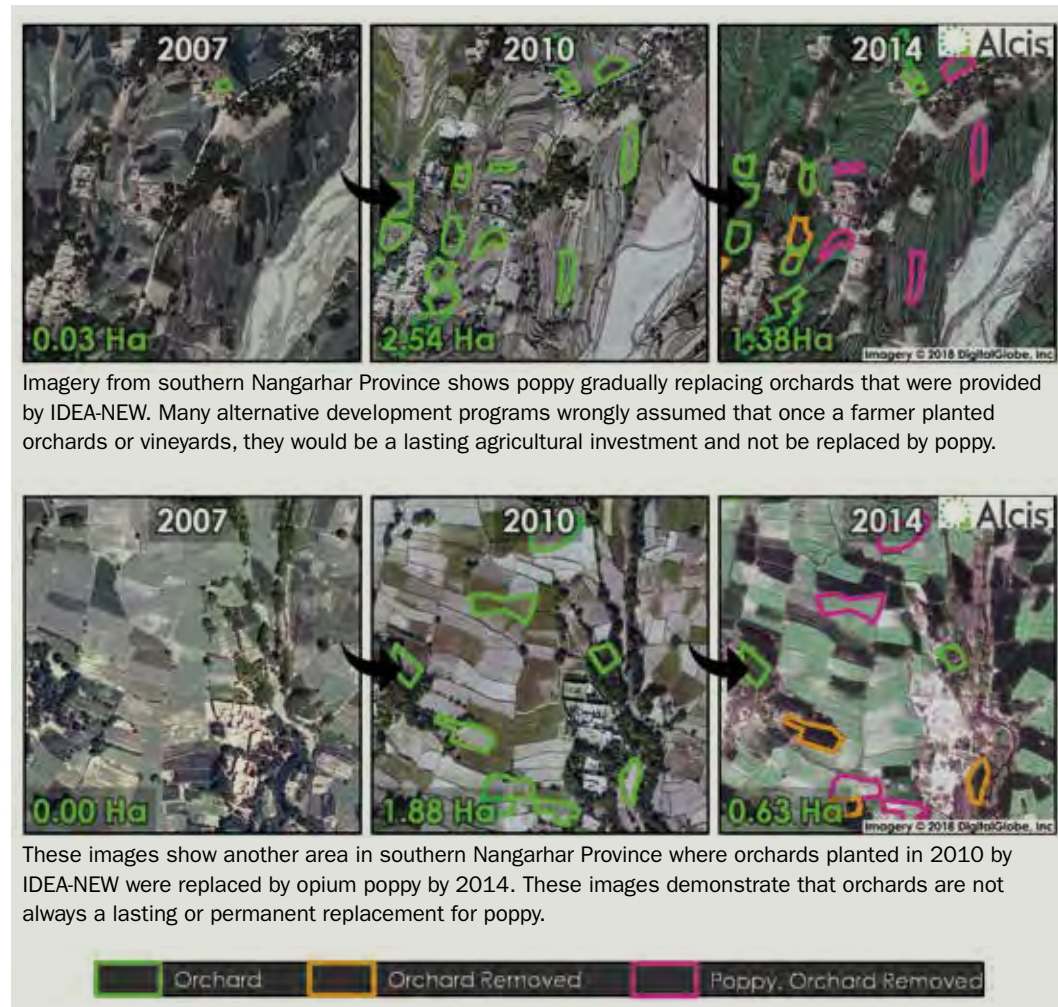 2007
2010
2014
Alcis
0.03 Ha
2.54 Ha
1.38Ha
Imagery © 2018 DigitalGlobe, Inc
Imagery from southern Nangarhar Province shows poppy gradually replacing orchards that were provided
by IDEA-NEW. Many alternative development programs wrongly assumed that once a farmer planted
orchards or vineyards, they would be a lasting agricultural investment and not be replaced by poppy.
2007
2010
2014
Alcis
0.00 Ha
1.88 Ha
0.63 Ha
Imagery © 2018 DigitalGlobe, Inc
These images show another area in southern Nangarhar Province where orchards planted in 2010 by
IDEA-NEW were replaced by opium poppy by 2014. These images demonstrate that orchards are not
always a lasting or permanent replacement for poppy.
Orchard
Orchard Removed
Poppy, Orchard Removed